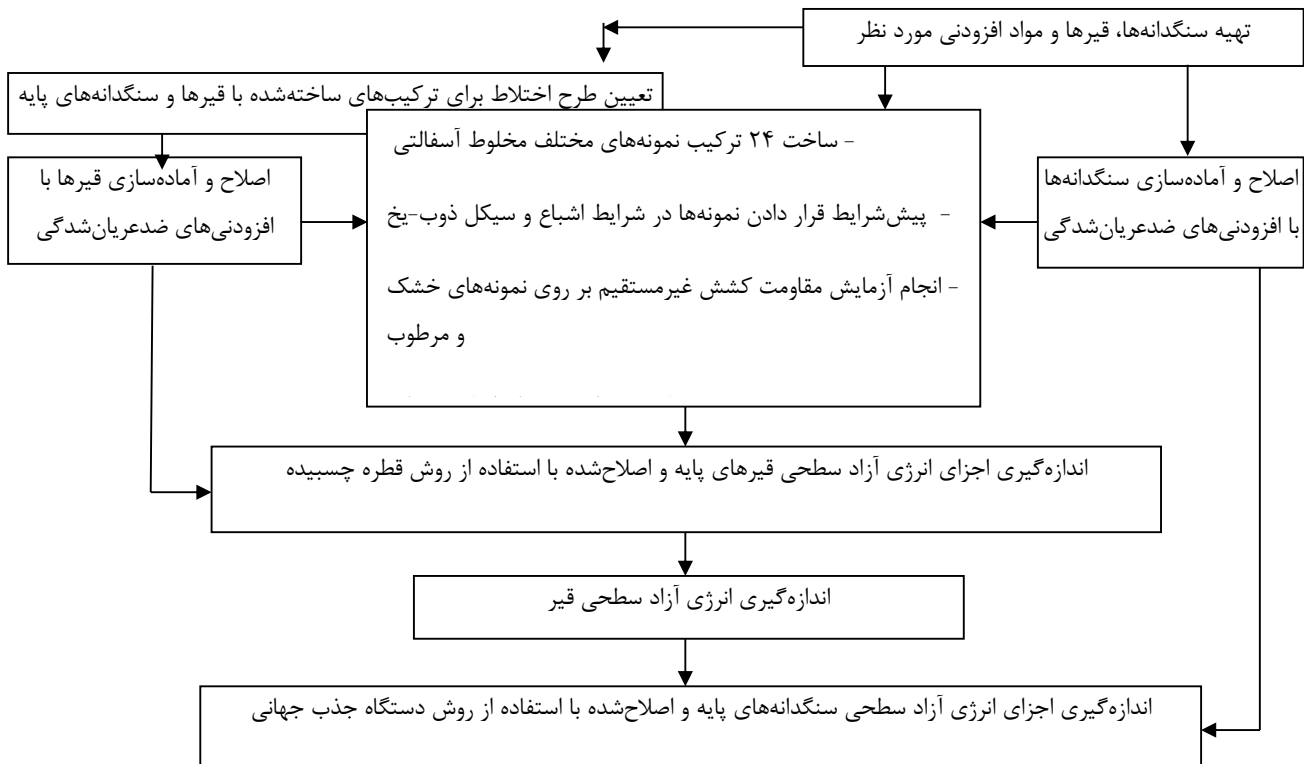 تهیه سنگدانه‌ها، قیرها و مواد افزودنی مورد نظر
تعیین طرح اختلاط برای ترکیب‌های ساخته‌شده با قیرها و سنگدانه‌های پایه
- ساخت ۲۴ ترکیب نمونه‌های مختلف مخلوط آسفالتی
- پیش‌شرایط قرار دادن نمونه‌ها در شرایط اشباع و سیکل ذوب-یخ
- انجام آزمایش مقاومت کشش غیرمستقیم بر روی نمونه‌های خشک
و مرطوب
اصلاح و آماده‌سازی سنگدانه‌ها
با افزودنی‌های ضدعریان‌شدگی
اصلاح و آماده‌سازی قیرها با
افزودنی‌های ضدعریان‌شدگی
اندازه‌گیری اجزای انرژی آزاد سطحی قیرهای پایه و اصلاح‌شده با استفاده از روش قطره چسبیده
اندازه‌گیری انرژی آزاد سطحی قیر
اندازه‌گیری اجزای انرژی آزاد سطحی سنگدانه‌های پایه و اصلاح‌شده با استفاده از روش دستگاه جذب جهانی